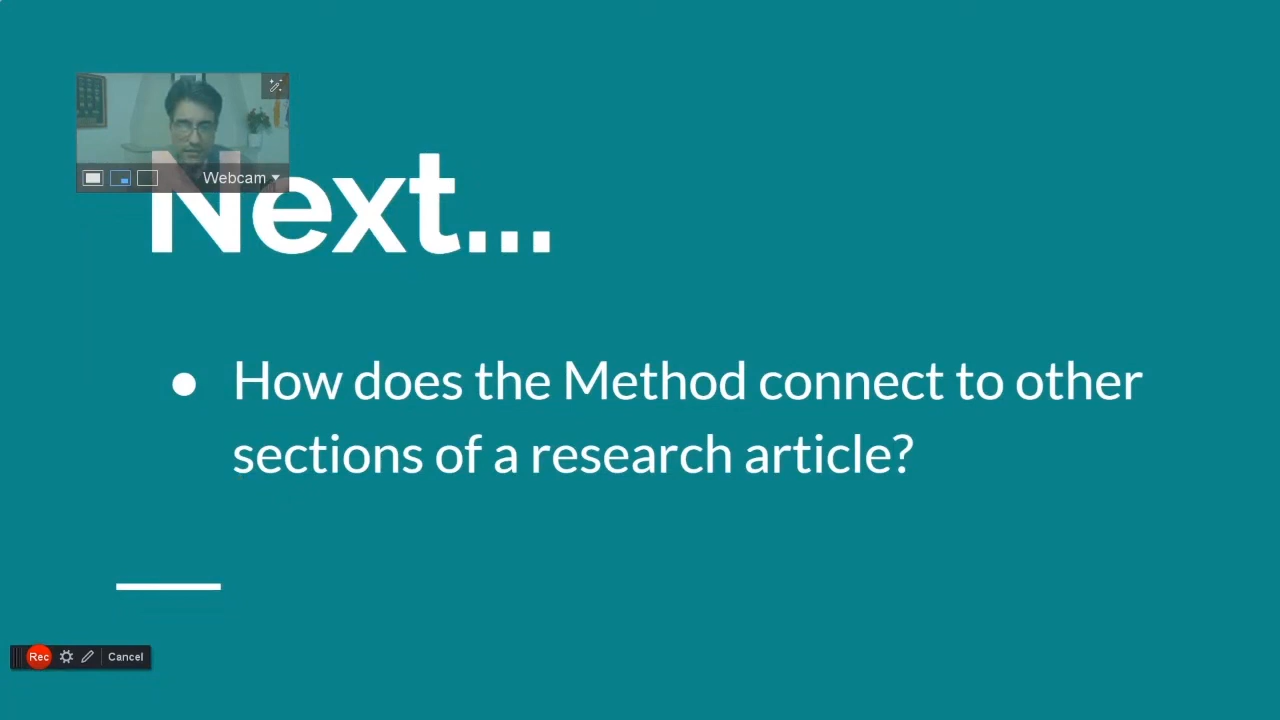 Webcam
Next...
● How does the Method connect to other
sections of a research article?
Rec Cancel